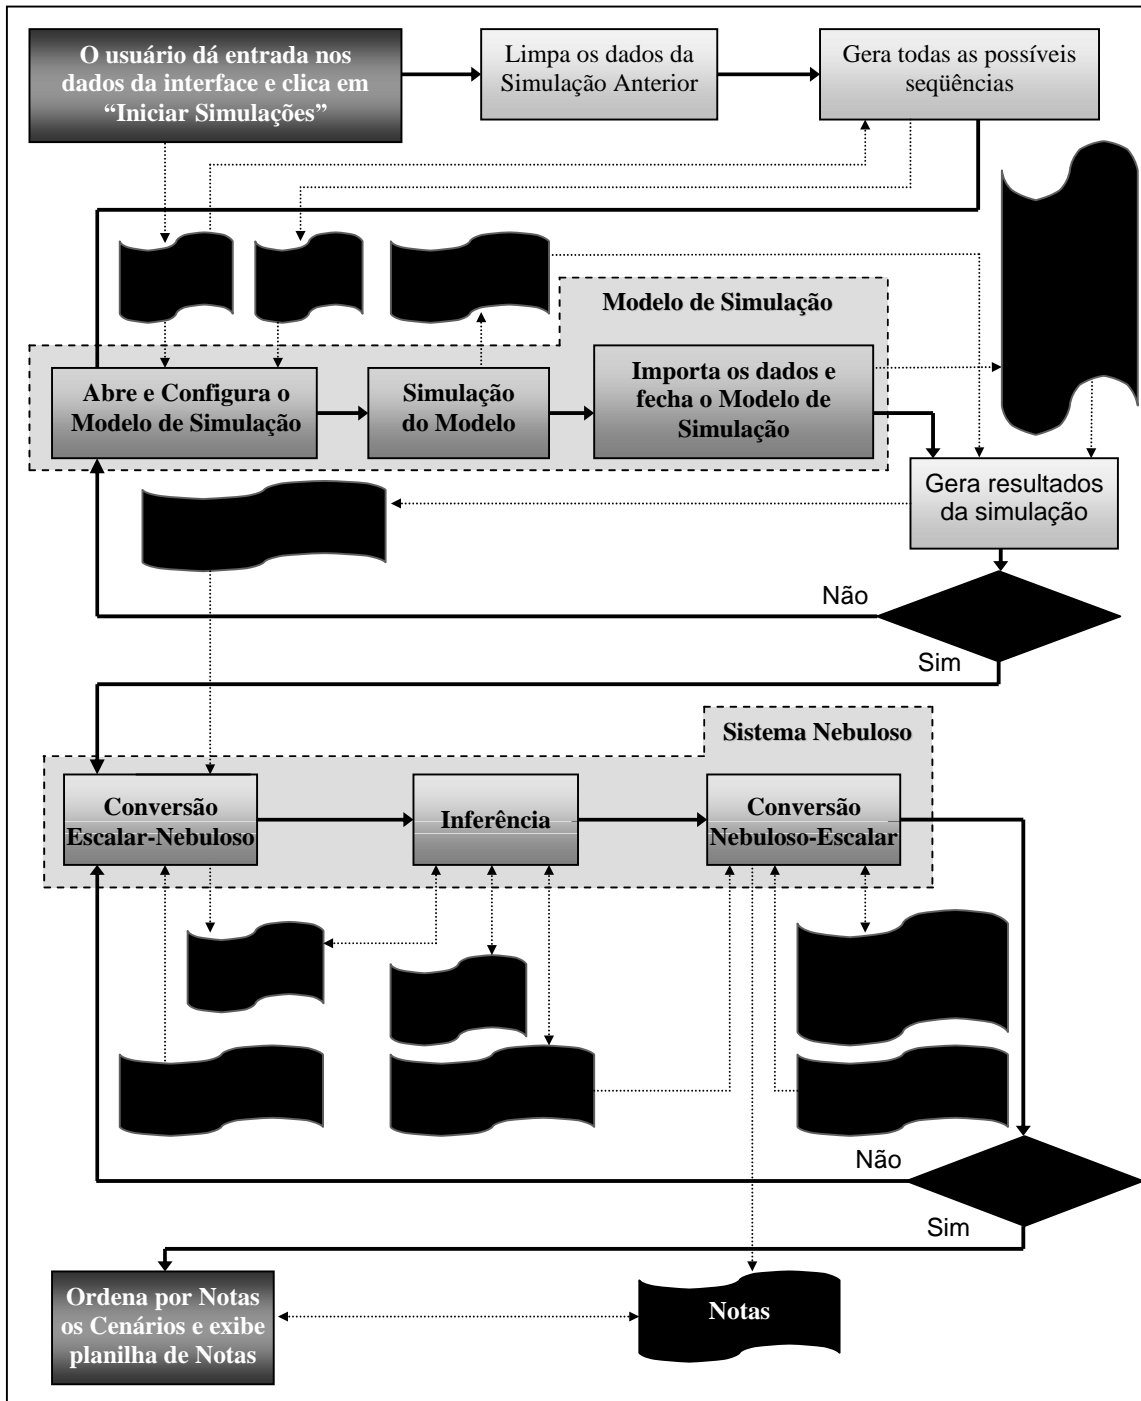 O usuário dá entrada nos
dados da interface e clica em
“Iniciar Simulações”
Limpa os dados da
Simulação Anterior
Gera todas as possíveis
seqüências
Modelo de Simulação
Abre e Configura o
Modelo de Simulação
Simulação
do Modelo
Importa os dados e
fecha o Modelo de
Simulação
Gera resultados
da simulação
Não
Sim
Sistema Nebuloso
Conversão
Escalar-Nebuloso
Inferência
Conversão
Nebuloso-Escalar
Não
Sim
Ordena por Notas
os Cenários e exibe
planilha de Notas
Notas